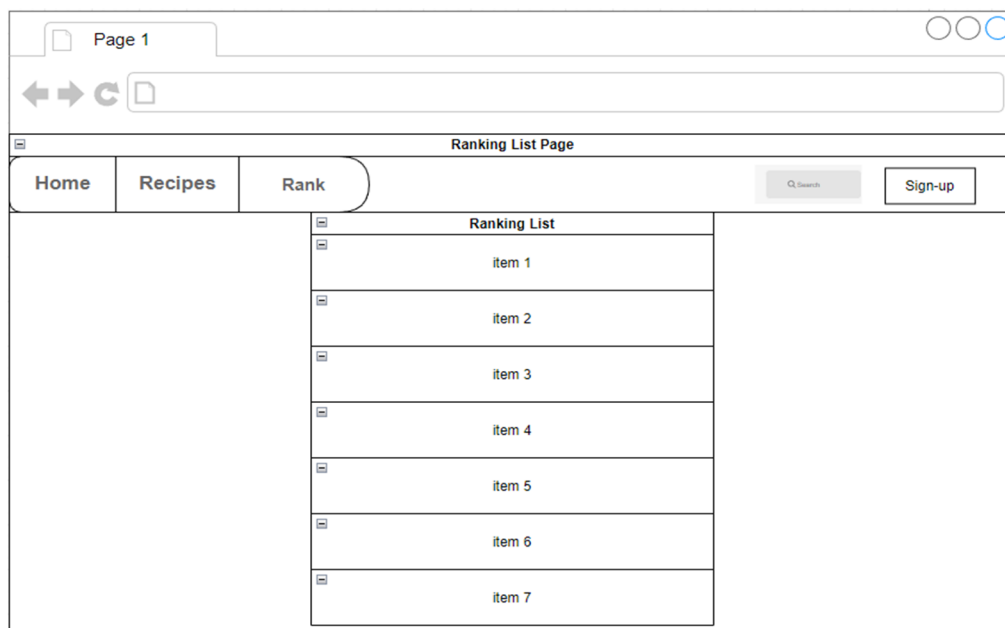 Page 1
Ranking List Page
Home Recipes Rank Search Sign-up
Ranking List
item 1
item 2
item 3
item 4
item 5
item 6
item 7